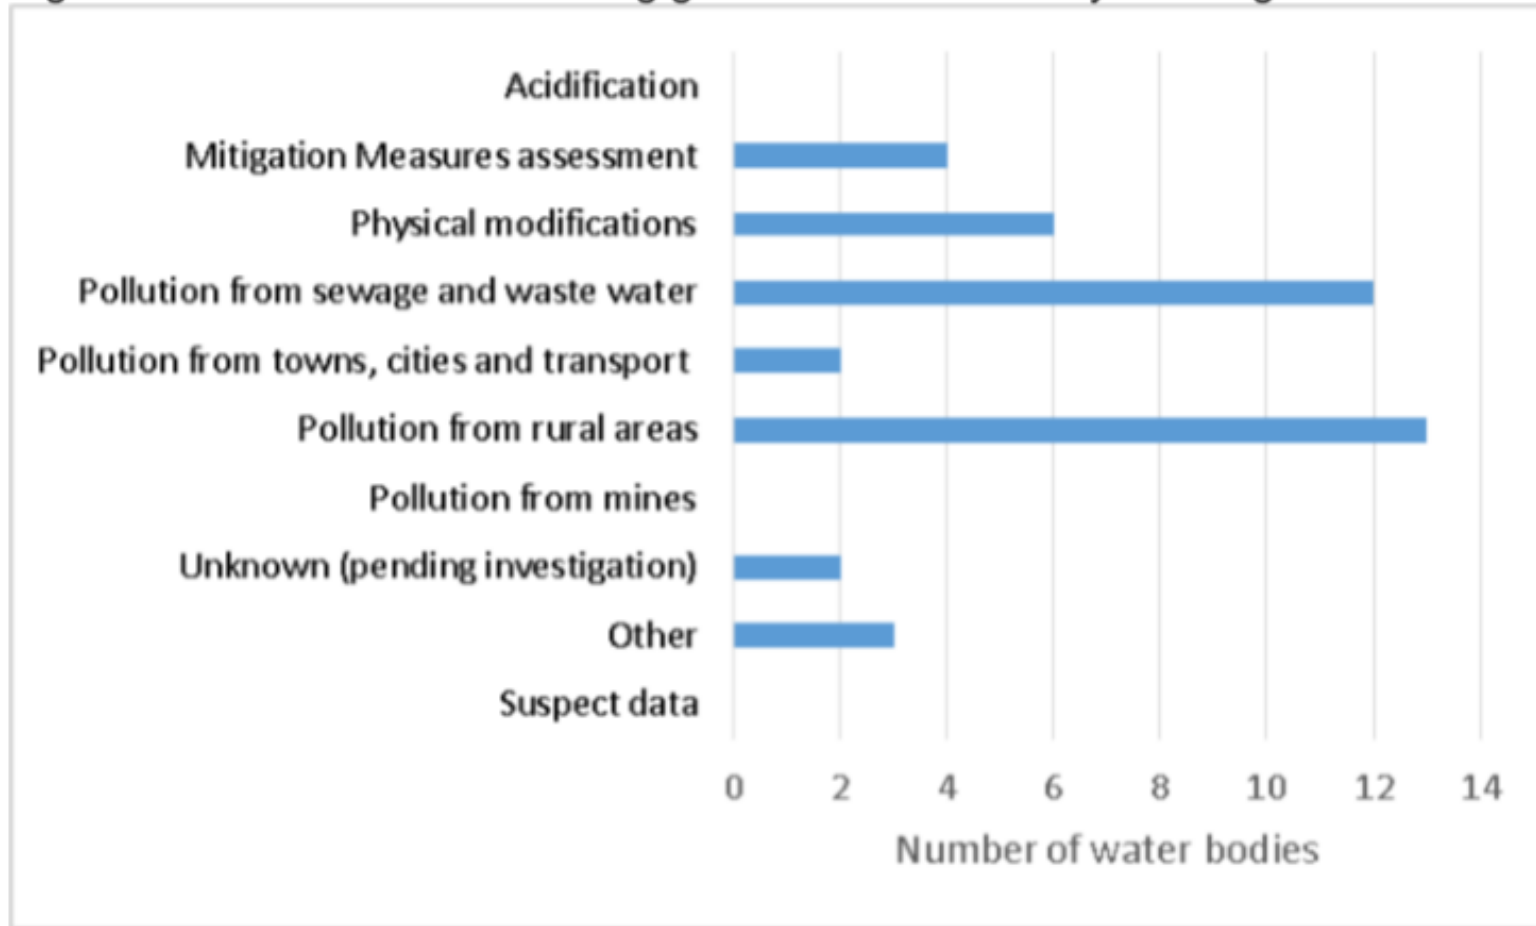 Acidification
Mitigation Measures assessment
Physical modifications
Pollution from sewage and waste water
Pollution from towns, cities and transport
Pollution from rural areas
Pollution from mines
Unknown (pending investigation)
Other
Suspect data
0 2 4 6 8 10 12 14
Number of water bodies